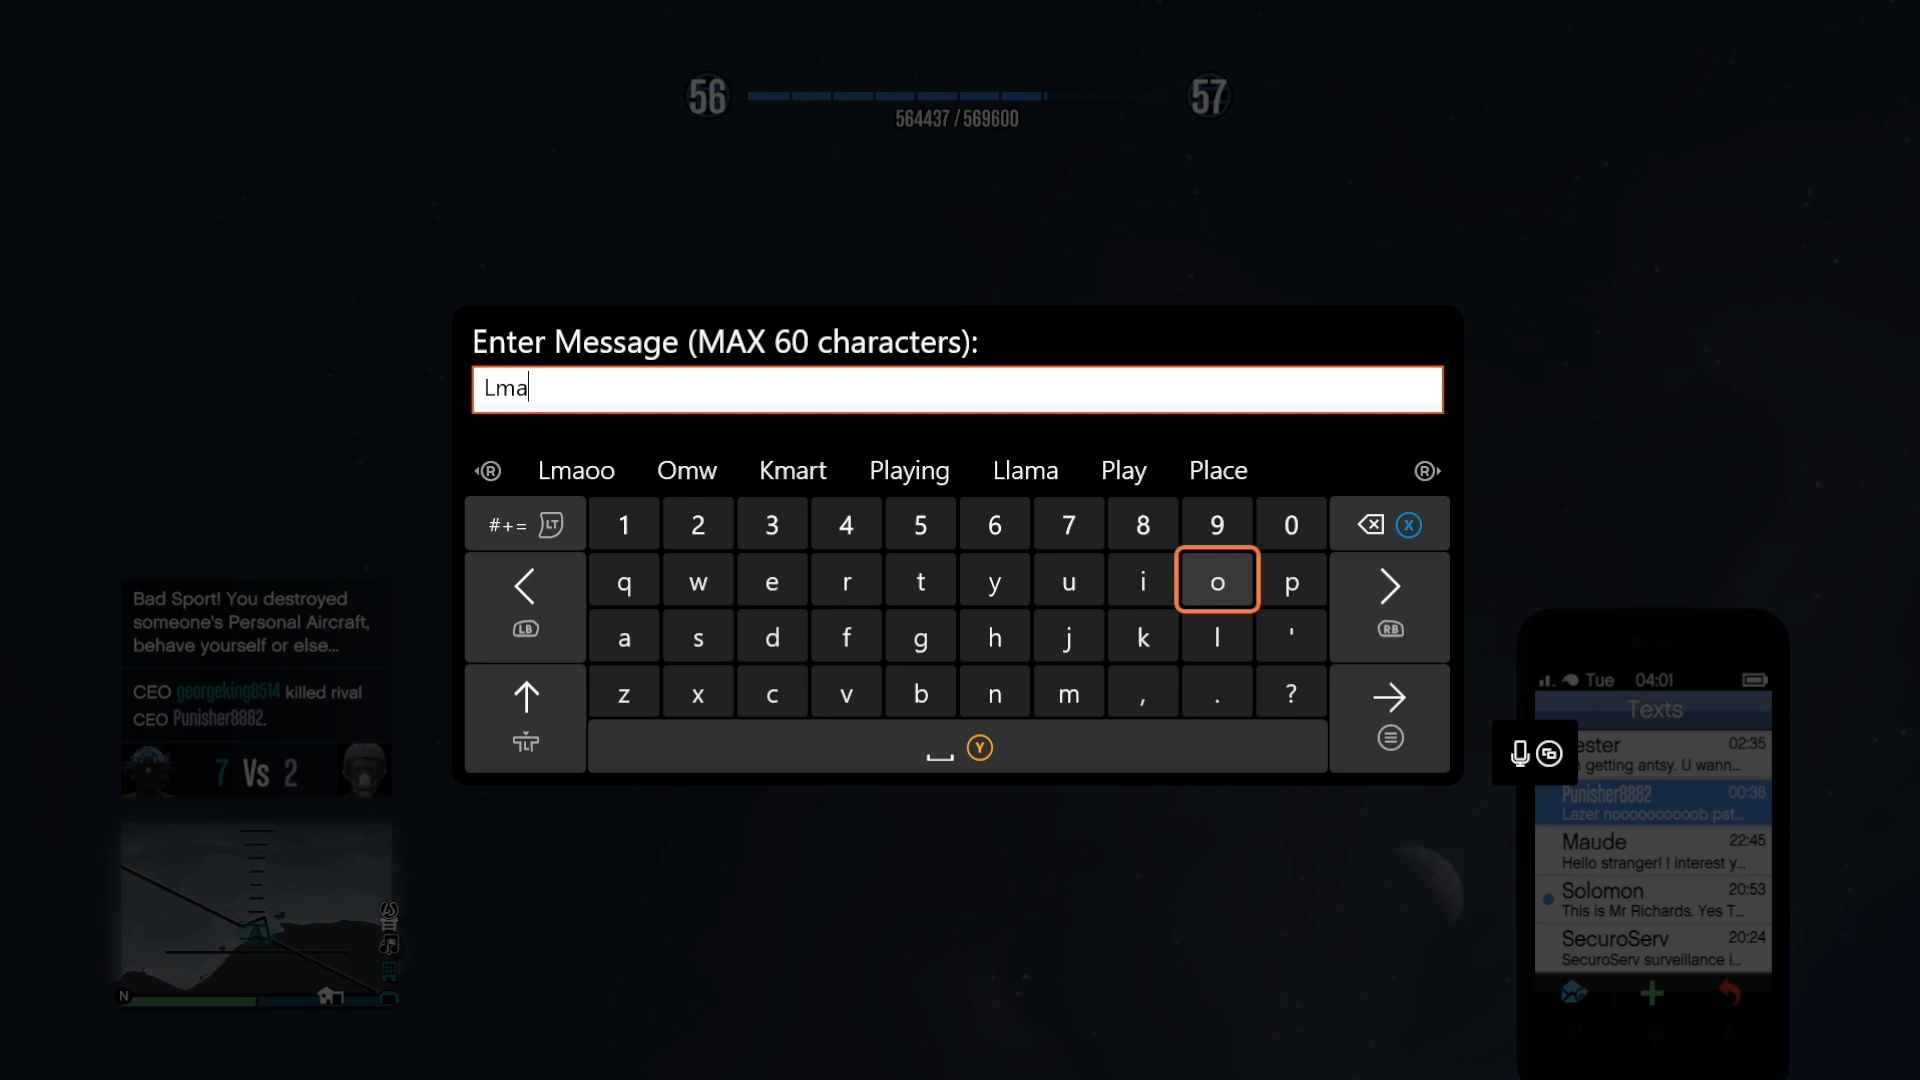 56
57
564437 / 569600
Enter Message (MAX 60 characters):
Lma
R Lmaoo Omw Kmart Playing Llama Play Place R
#+= LT 1 2 3 4 5 6 7 8 9 0 X
q w e r t y u i o p
LB a s d f g h j k l ' RB
z x c v b n m , . ?
Y
Bad Sport! You destroyed
someone's Personal Aircraft,
behave yourself or else...
CEO georgeking8514 killed rival
CEO Punisher8882.
7 Vs 2
N
Tue 04:01
Texts
ester 02:35
getting antsy. U wann...
Punisher8882 00:38
Lazer noooooooooob pat...
Maude 22:45
Hello stranger! I interest y...
Solomon 20:53
This is Mr Richards. Yes T...
SecuroServ 20:24
SecuroServ surveillance i...